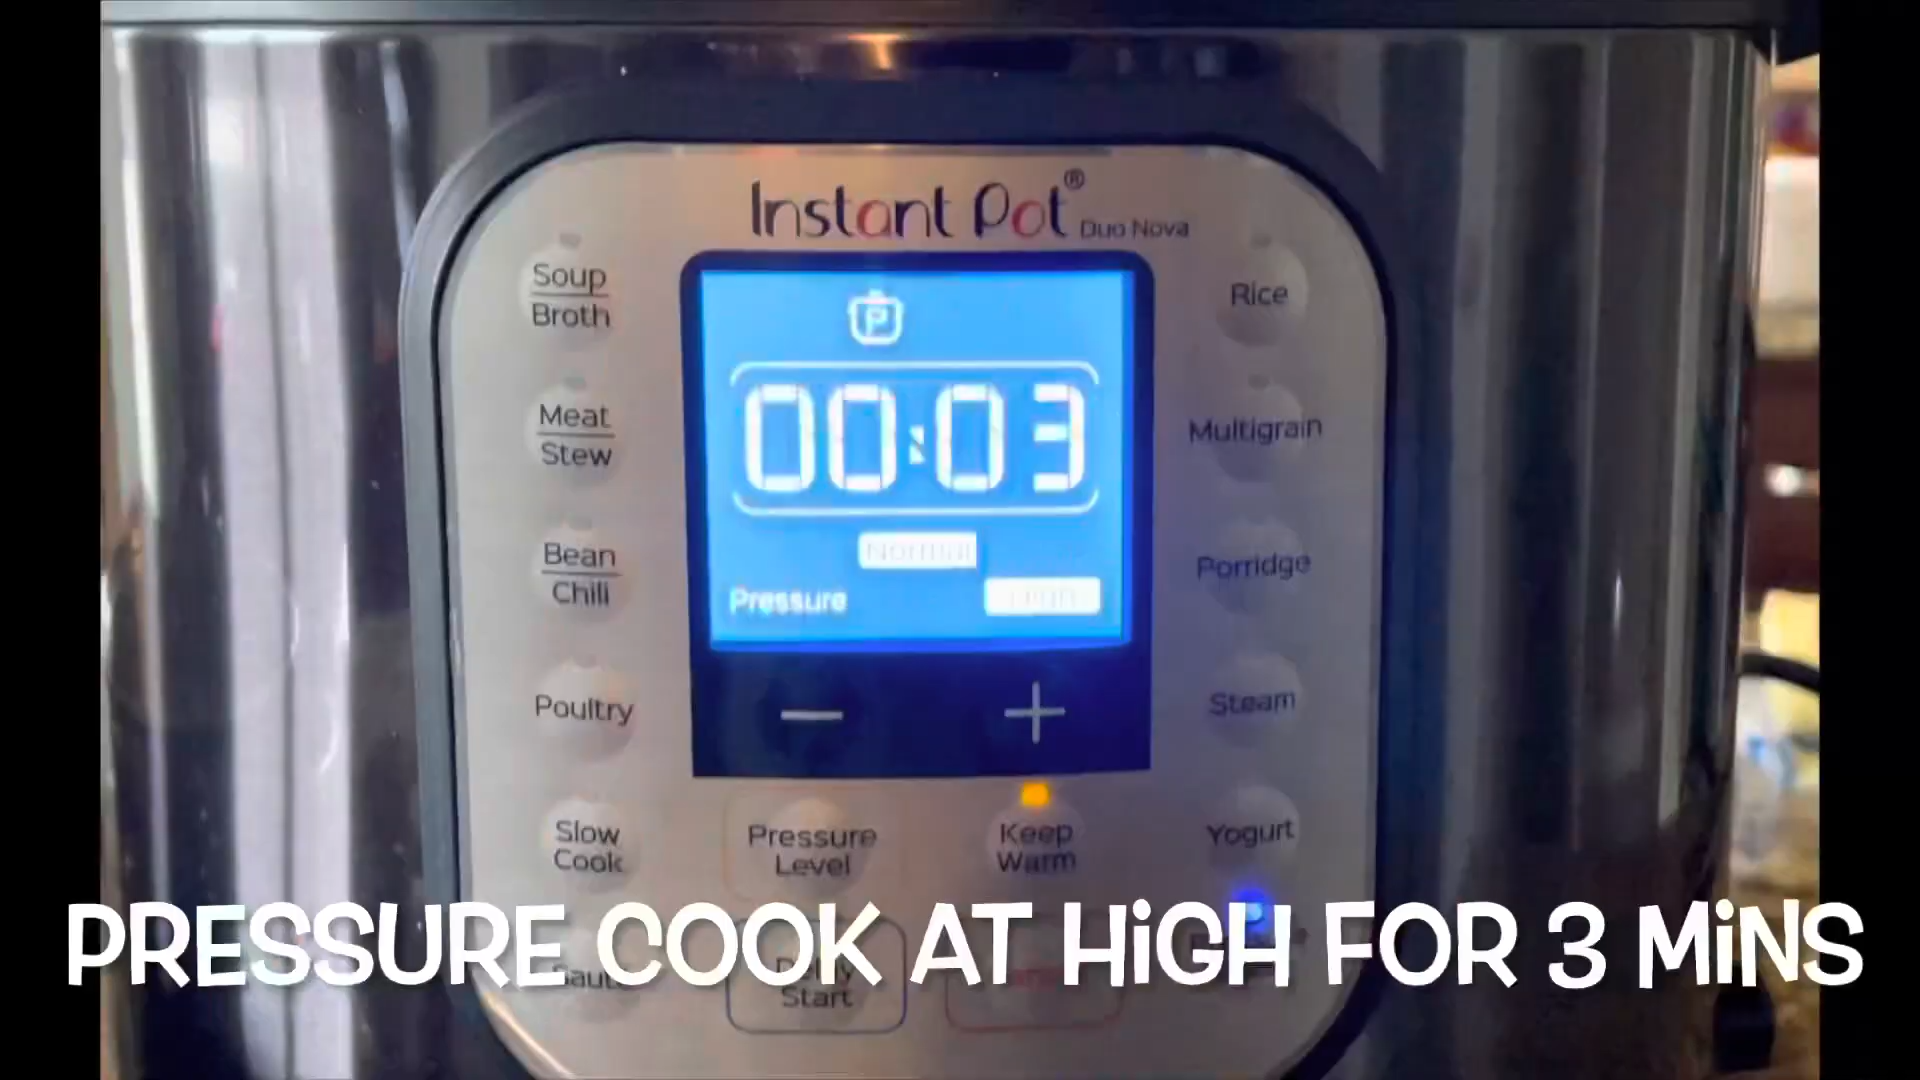 Instant Pot®
Duo Nova
Soup
Broth
Meat
Stew
Bean
Chili
Poultry
Slow
Cook
P
00:03
Normal
Pressure
High
Pressure
Level
Keep
Warm
Rice
Multigrain
Porridge
Steam
Yogurt
Start
PRESSURE COOK AT HiGH FOR 3 MiNS